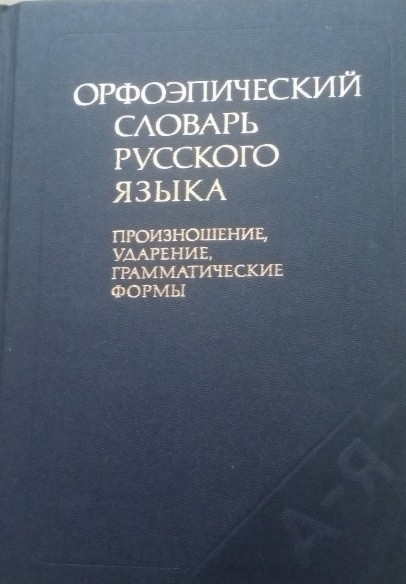 ОРФОЭПИЧЕСКИЙ
СЛОВАРЬ
РУССКОГО
ЯЗЫКА
ПРОИЗНОШЕНИЕ,
УДАРЕНИЕ,
ГРАММАТИЧЕСКИЕ
ФОРМЫ
А-Я